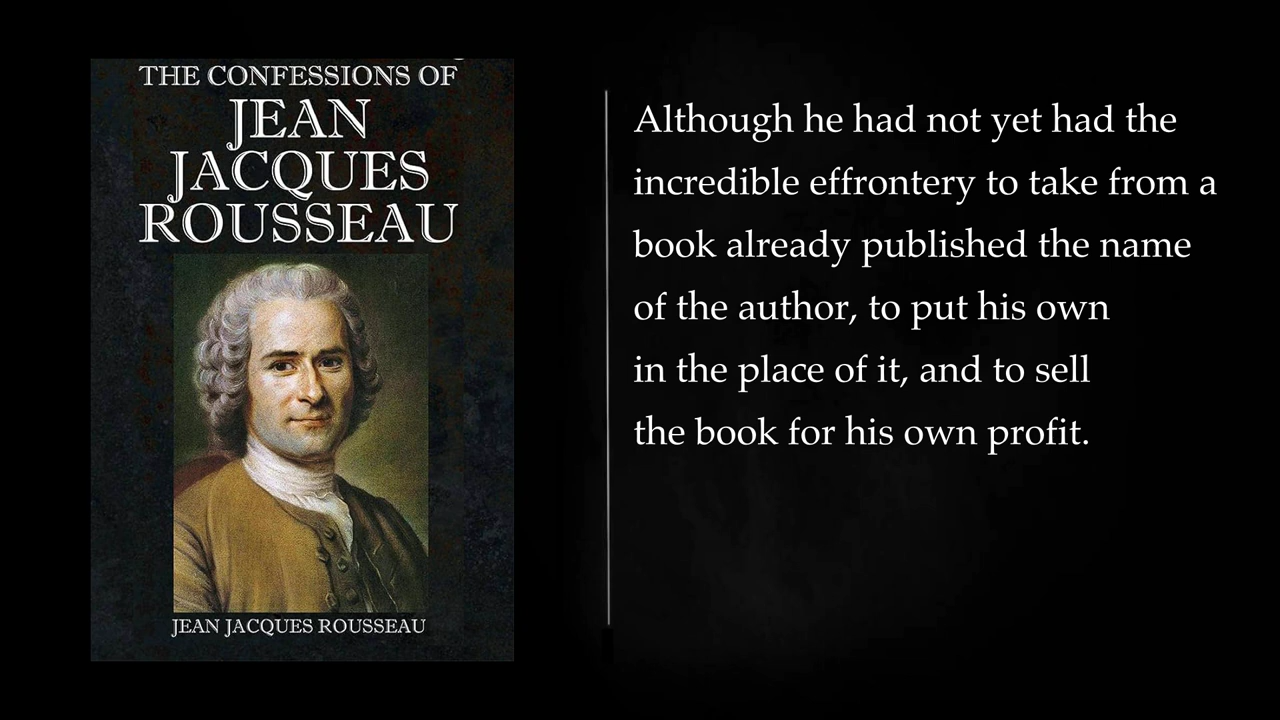 THE CONFESSIONS OF
JEAN
JACQUES
ROUSSEAU
JEAN JACQUES ROUSSEAU
Although he had not yet had the
incredible effrontery to take from a
book already published the name
of the author, to put his own
in the place of it, and to sell
the book for his own profit.